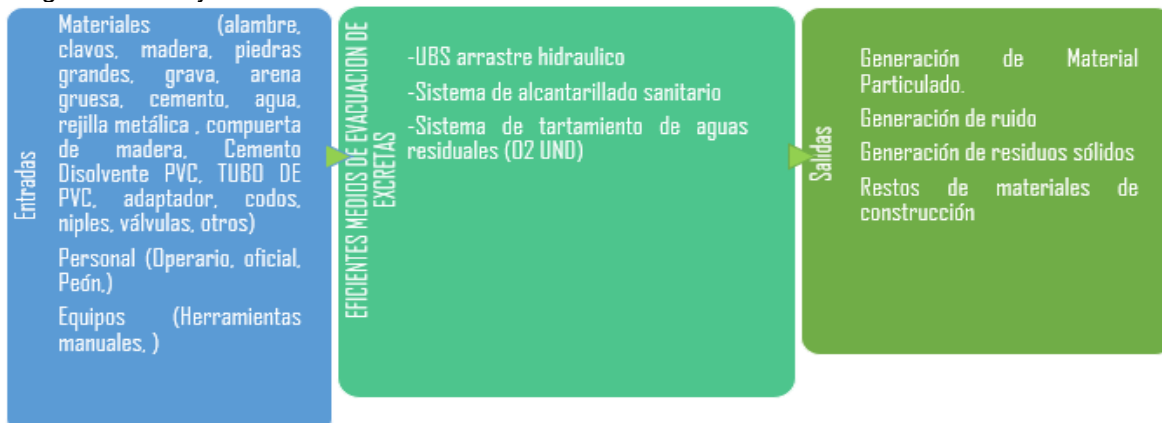 Entradas
Materiales (alambre,
clavos, madera, piedras
grandes, grava, arena
gruesa, cemento, agua,
rejilla metálica , compuerta
de madera, Cemento
Disolvente PVC, TUBO DE
PVC, adaptador, codos,
niples, válvulas, otros)
Personal (Operario, oficial,
Peón,)
Equipos (Herramientas
manuales, )
EFICIENTES MEDIOS DE EVACUACION DE
EXCRETAS
-UBS arrastre hidraulico
-Sistema de alcantarillado sanitario
-Sistema de tartamiento de aguas
residuales (02 UND)
Salidas
Generación de Material
Particulado.
Generación de ruido
Generación de residuos sólidos
Restos de materiales de
construcción